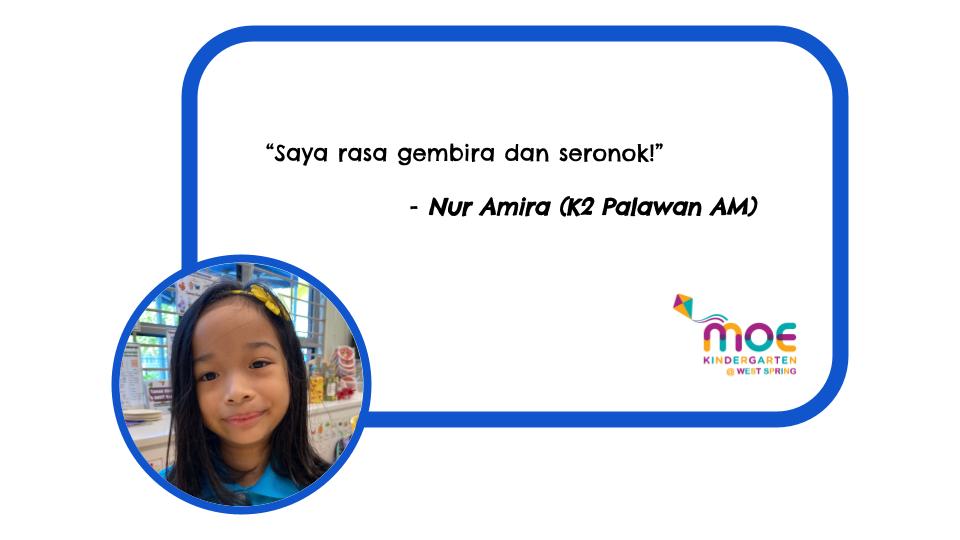 “Saya rasa gembira dan seronok!”
- Nur Amira (K2 Palawan AM)
moe
KINDERGARTEN
@ WEST SPRING